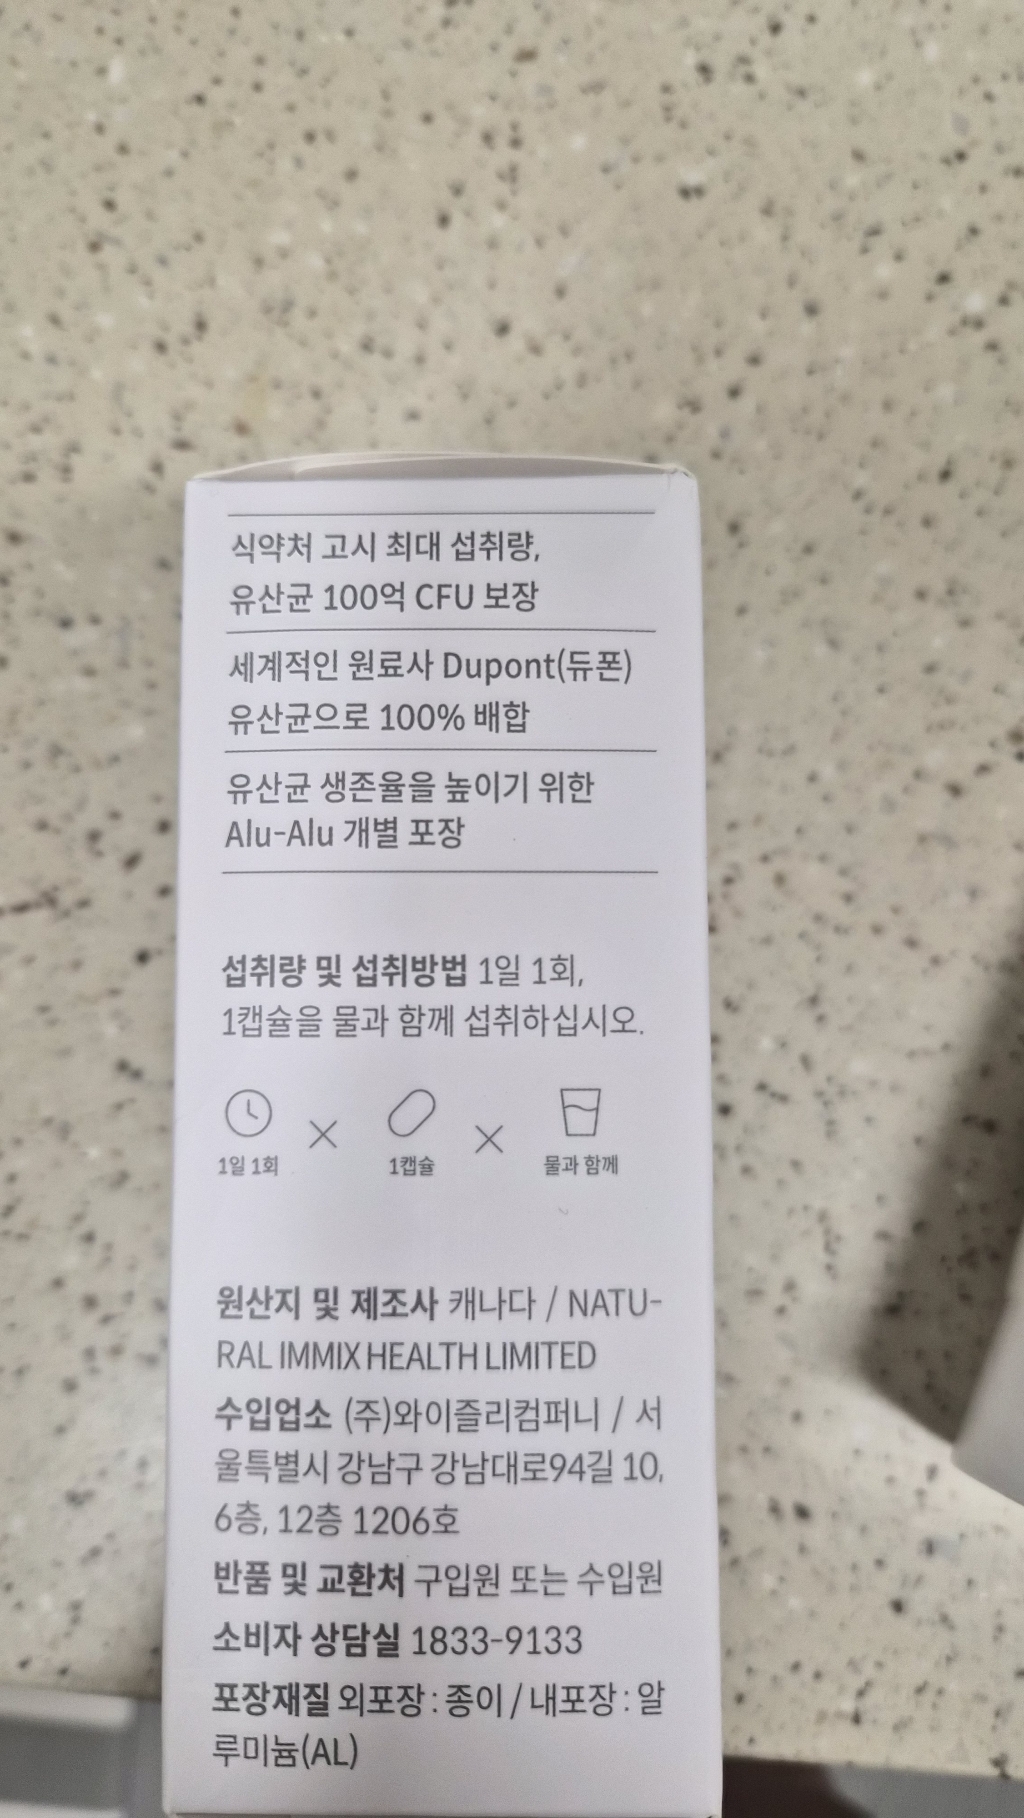 식약처 고시 최대 섭취량,
유산균 100억 CFU 보장
세계적인 원료사 Dupont(듀폰)
유산균으로 100% 배합
유산균 생존율을 높이기 위한
Alu-Alu 개별 포장
섭취량 및 섭취방법 1일 1회,
1캡슐을 물과 함께 섭취하십시오.
1일 1회 1캡슐 물과 함께
원산지 및 제조사 캐나다 / NATU-
RAL IMMIX HEALTH LIMITED
수입업소 (주)와이즐리컴퍼니 / 서
울특별시 강남구 강남대로94길 10,
6층, 12층 1206호
반품 및 교환처 구입원 또는 수입원
소비자 상담실 1833-9133
포장재질 외포장 : 종이 / 내포장 : 알
루미늄(AL)